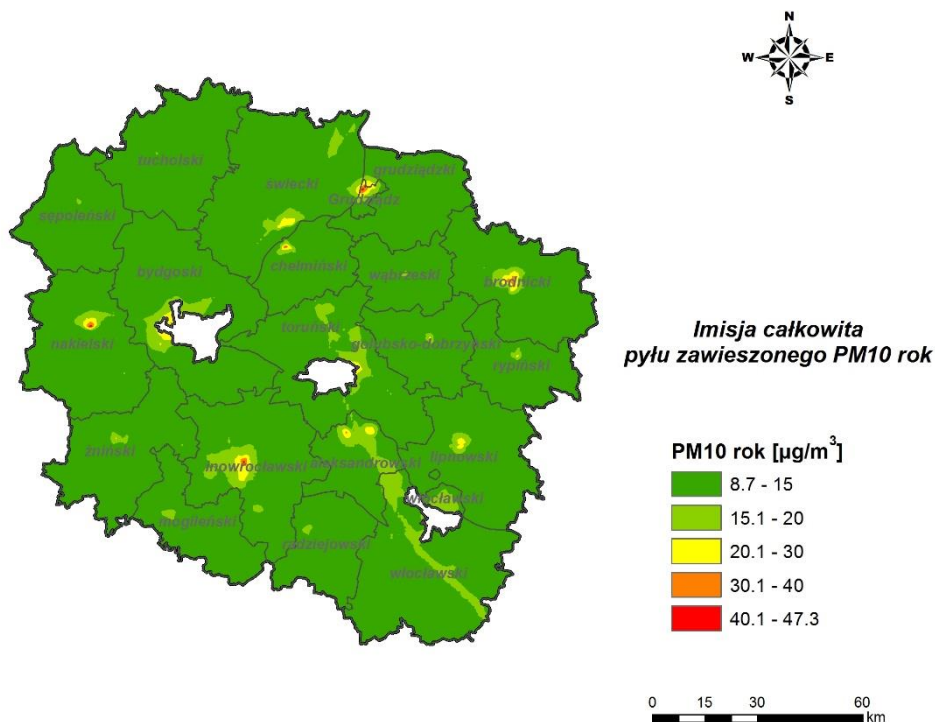 N
W E
S
tucholski
grudziądzki
świecki
Grudziądz
sępoleński
chełmiński
bydgoski
wąbrzeski
brodnicki
toruński
nakielski
golubsko-dobrzyński
rypiński
Imisja całkowita
pyłu zawieszonego PM10 rok
żniński
inowrocławski
aleksandrowski
lipnowski
PM10 rok [µg/m³]
8.7 - 15
włocławski
15.1 - 20
mogileński
radziejowski
20.1 - 30
włocławski
30.1 - 40
40.1 - 47.3
0 15 30 60
km